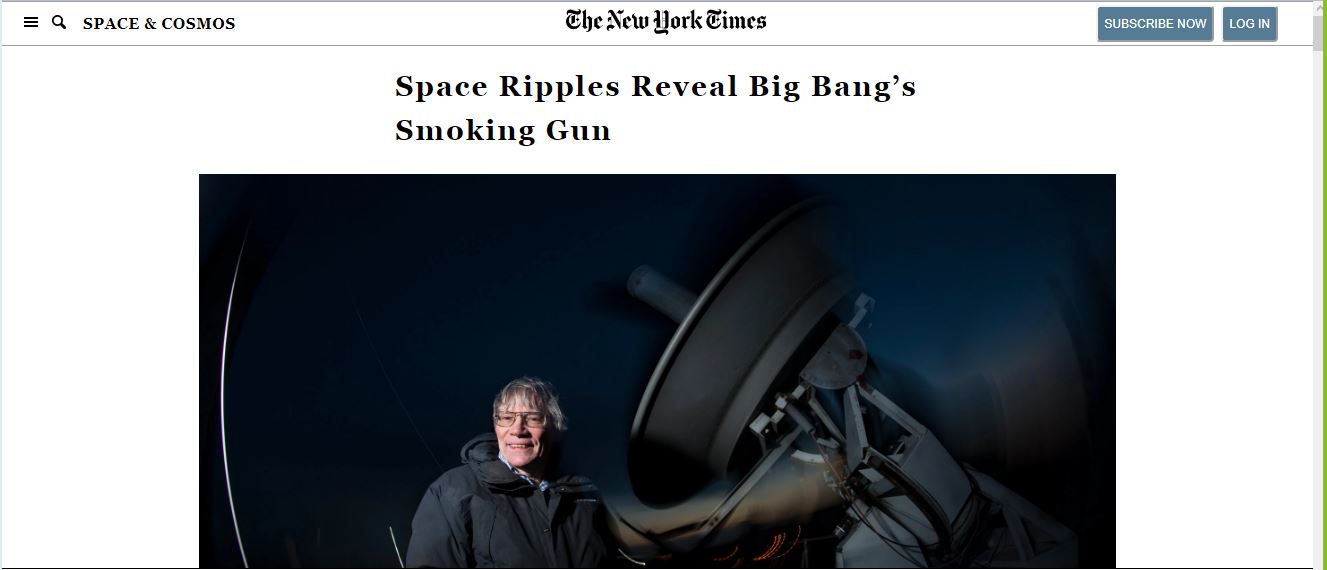 SPACE & COSMOS
The New York Times
SUBSCRIBE NOW
LOG IN
Space Ripples Reveal Big Bang’s
Smoking Gun